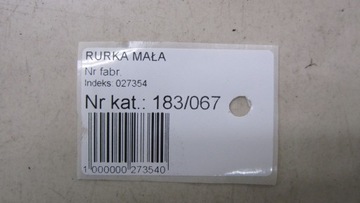 RURKA MAŁA
Nr fabr.
Indeks: 027354
Nr kat.: 183/067
1 000000 273540